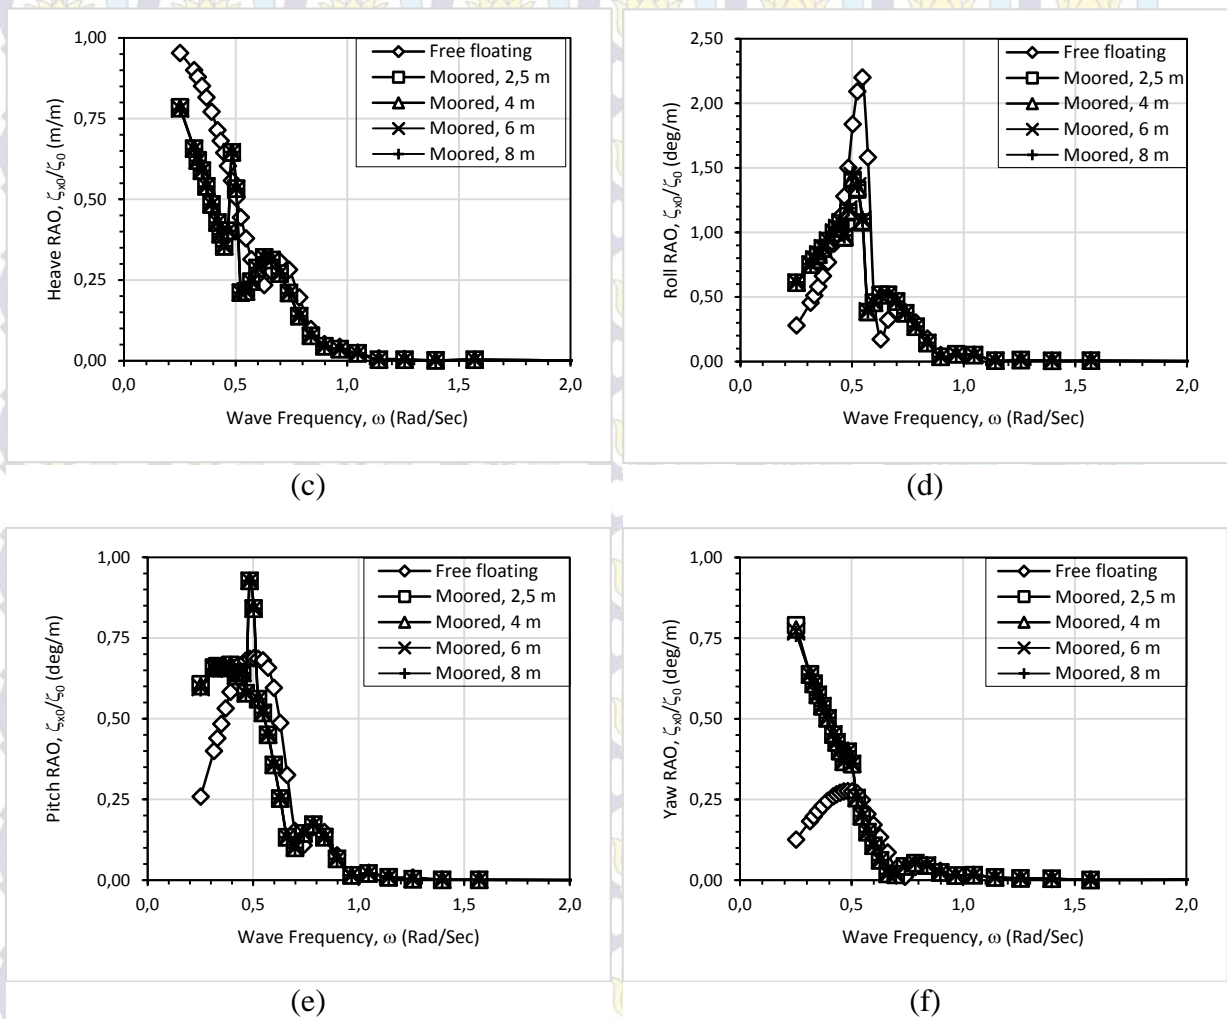 Heave RAO, ζx0/ζ0 (m/m)
1,00
0,75
0,50
0,25
0,00
Free floating
Moored, 2,5 m
Moored, 4 m
Moored, 6 m
Moored, 8 m
0,0 0,5 1,0 1,5 2,0
Wave Frequency, ω (Rad/Sec)
(c)
Roll RAO, ζx0/ζ0 (deg/m)
2,50
2,00
1,50
1,00
0,50
0,00
Free floating
Moored, 2,5 m
Moored, 4 m
Moored, 6 m
Moored, 8 m
0,0 0,5 1,0 1,5 2,0
Wave Frequency, ω (Rad/Sec)
(d)
Pitch RAO, ζx0/ζ0 (deg/m)
1,00
0,75
0,50
0,25
0,00
Free floating
Moored, 2,5 m
Moored, 4 m
Moored, 6 m
Moored, 8 m
0,0 0,5 1,0 1,5 2,0
Wave Frequency, ω (Rad/Sec)
(e)
Yaw RAO, ζx0/ζ0 (deg/m)
1,00
0,75
0,50
0,25
0,00
Free floating
Moored, 2,5 m
Moored, 4 m
Moored, 6 m
Moored, 8 m
0,0 0,5 1,0 1,5 2,0
Wave Frequency, ω (Rad/Sec)
(f)